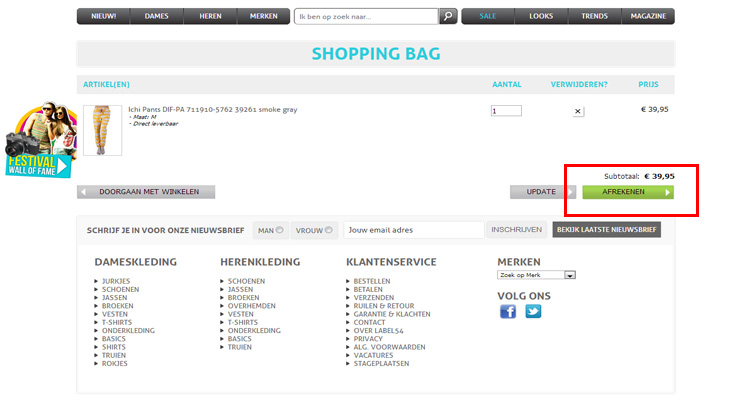 NIEUW! DAMES HEREN MERKEN Ik ben op zoek naar... SALE LOOKS TRENDS MAGAZINE
SHOPPING BAG
ARTIKEL(EN) AANTAL VERWIJDEREN? PRIJS
Ichi Pants DIF-PA 711910-5762 39261 smoke gray 1 x € 39,95
- Maat: M
- Direct leverbaar
FESTIVAL
WALL OF FAME
Subtotaal: € 39,95
DOORGAAN MET WINKELEN UPDATE AFREKENEN
SCHRIJF JE IN VOOR ONZE NIEUWSBRIEF MAN VROUW Jouw email adres INSCHRIJVEN BEKIJK LAATSTE NIEUWSBRIEF
DAMESKLEDING
JURKJES
SCHOENEN
JASSEN
BROEKEN
VESTEN
T-SHIRTS
ONDERKLEDING
BASICS
SHIRTS
TRUIEN
ROKJES
HERENKLEDING
SCHOENEN
JASSEN
BROEKEN
OVERHEMDEN
VESTEN
T-SHIRTS
ONDERKLEDING
BASICS
TRUIEN
KLANTENSERVICE
BESTELLEN
BETALEN
VERZENDEN
RUILEN & RETOUR
GARANTIE & KLACHTEN
CONTACT
OVER LABEL54
PRIVACY
ALG. VOORWAARDEN
VACATURES
STAGEPLAATSEN
MERKEN
Zoek op Merk
VOLG ONS